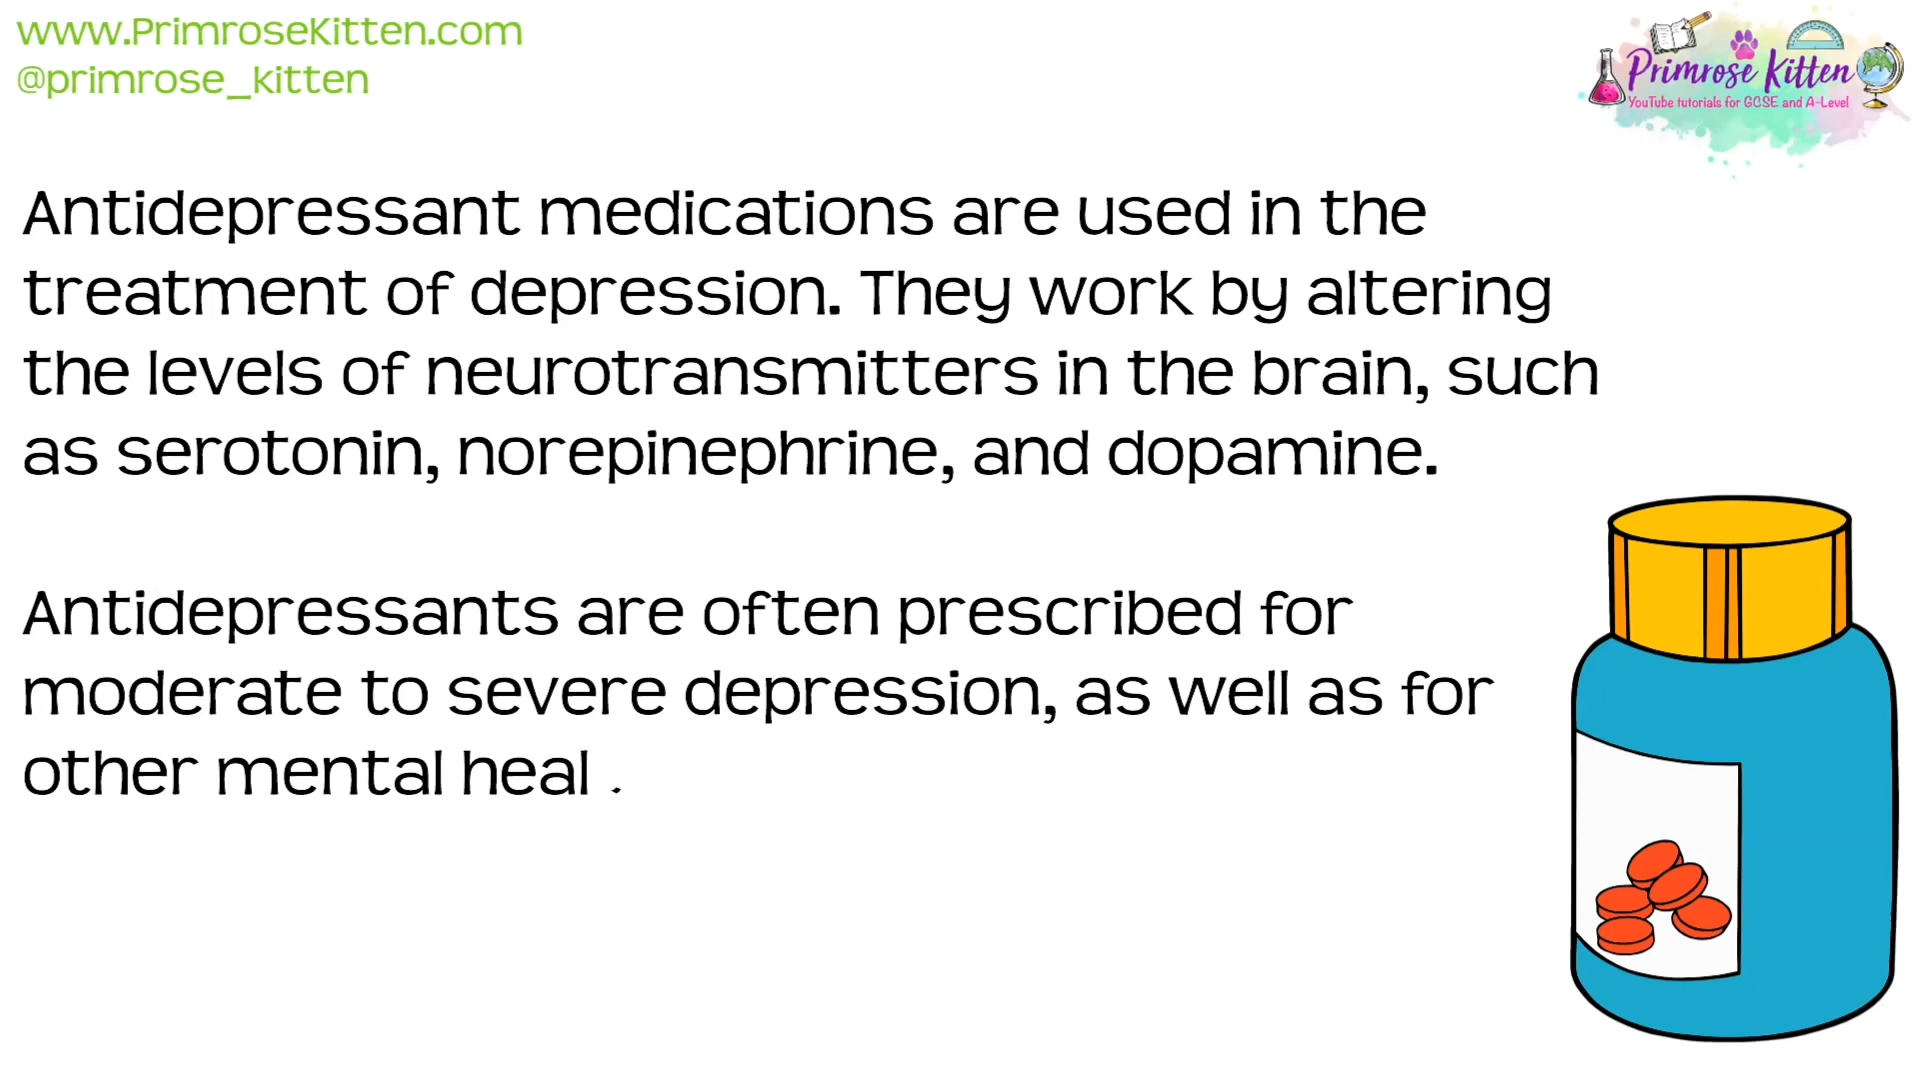 www.PrimroseKitten.com
@primrose_kitten
Primrose Kitten
YouTube tutorials for GCSE and A-Level
Antidepressant medications are used in the
treatment of depression. They work by altering
the levels of neurotransmitters in the brain, such
as serotonin, norepinephrine, and dopamine.
Antidepressants are often prescribed for
moderate to severe depression, as well as for
other mental heal .